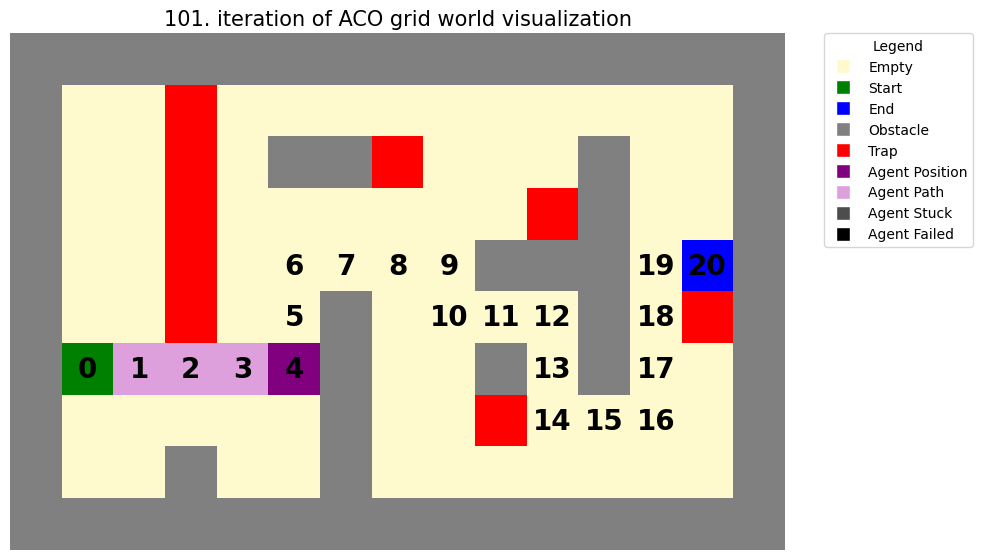 101. iteration of ACO grid world visualization
Legend
Empty
Start
End
Obstacle
Trap
Agent Position
Agent Path
Agent Stuck
Agent Failed
6 7 8 9 19 20
5 10 11 12 18
0 1 2 3 4 13 17
14 15 16